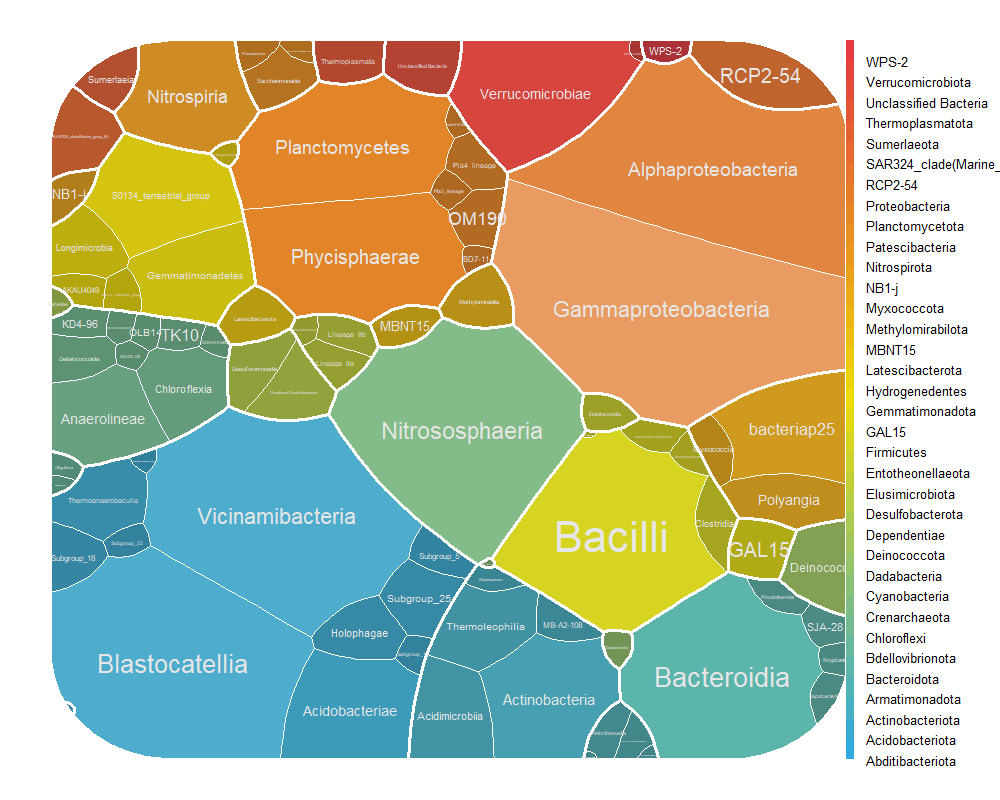 Sumerlaeia
Nitrospiria
Saccharimonadia
Thermoplasmata
Unclassified Bacteria
Verrucomicrobiae
WPS-2
RCP2-54
Planctomycetes
Pla4_lineage
Pla3_lineage
OM190
BD7-11
Alphaproteobacteria
NB1-j
S0134_terrestrial_group
Longimicrobia
Gemmatimonadetes
AKAU4049
Phycisphaerae
Gammaproteobacteria
Methylomirabilia
MBNT15
Latescibacterota
Lineage_IIb
Lineage_IIa
KD4-96
OLB14
TK10
Dehalococcoidia
Chloroflexia
Anaerolineae
Desulfuromonadia
Nitrososphaeria
Entotheonellia
bacteriap25
Myxococcia
Polyangia
Bacilli
Clostridia
GAL15
Deinococc
Thermoanaerobaculia
Vicinamibacteria
Subgroup_18
Subgroup_22
Subgroup_5
Subgroup_25
Holophagae
Blastocatellia
Acidobacteriae
Thermoleophilia
MB-A2-108
Actinobacteria
Acidimicrobiia
Rhodothermia
SJA-28
Bacteroidia
WPS-2
Verrucomicrobiota
Unclassified Bacteria
Thermoplasmatota
Sumerlaeota
SAR324_clade(Marine_
RCP2-54
Proteobacteria
Planctomycetota
Patescibacteria
Nitrospirota
NB1-j
Myxococcota
Methylomirabilota
MBNT15
Latescibacterota
Hydrogenedentes
Gemmatimonadota
GAL15
Firmicutes
Entotheonellaeota
Elusimicrobiota
Desulfobacterota
Dependentiae
Deinococcota
Dadabacteria
Cyanobacteria
Crenarchaeota
Chloroflexi
Bdellovibrionota
Bacteroidota
Armatimonadota
Actinobacteriota
Acidobacteriota
Abditibacteriota